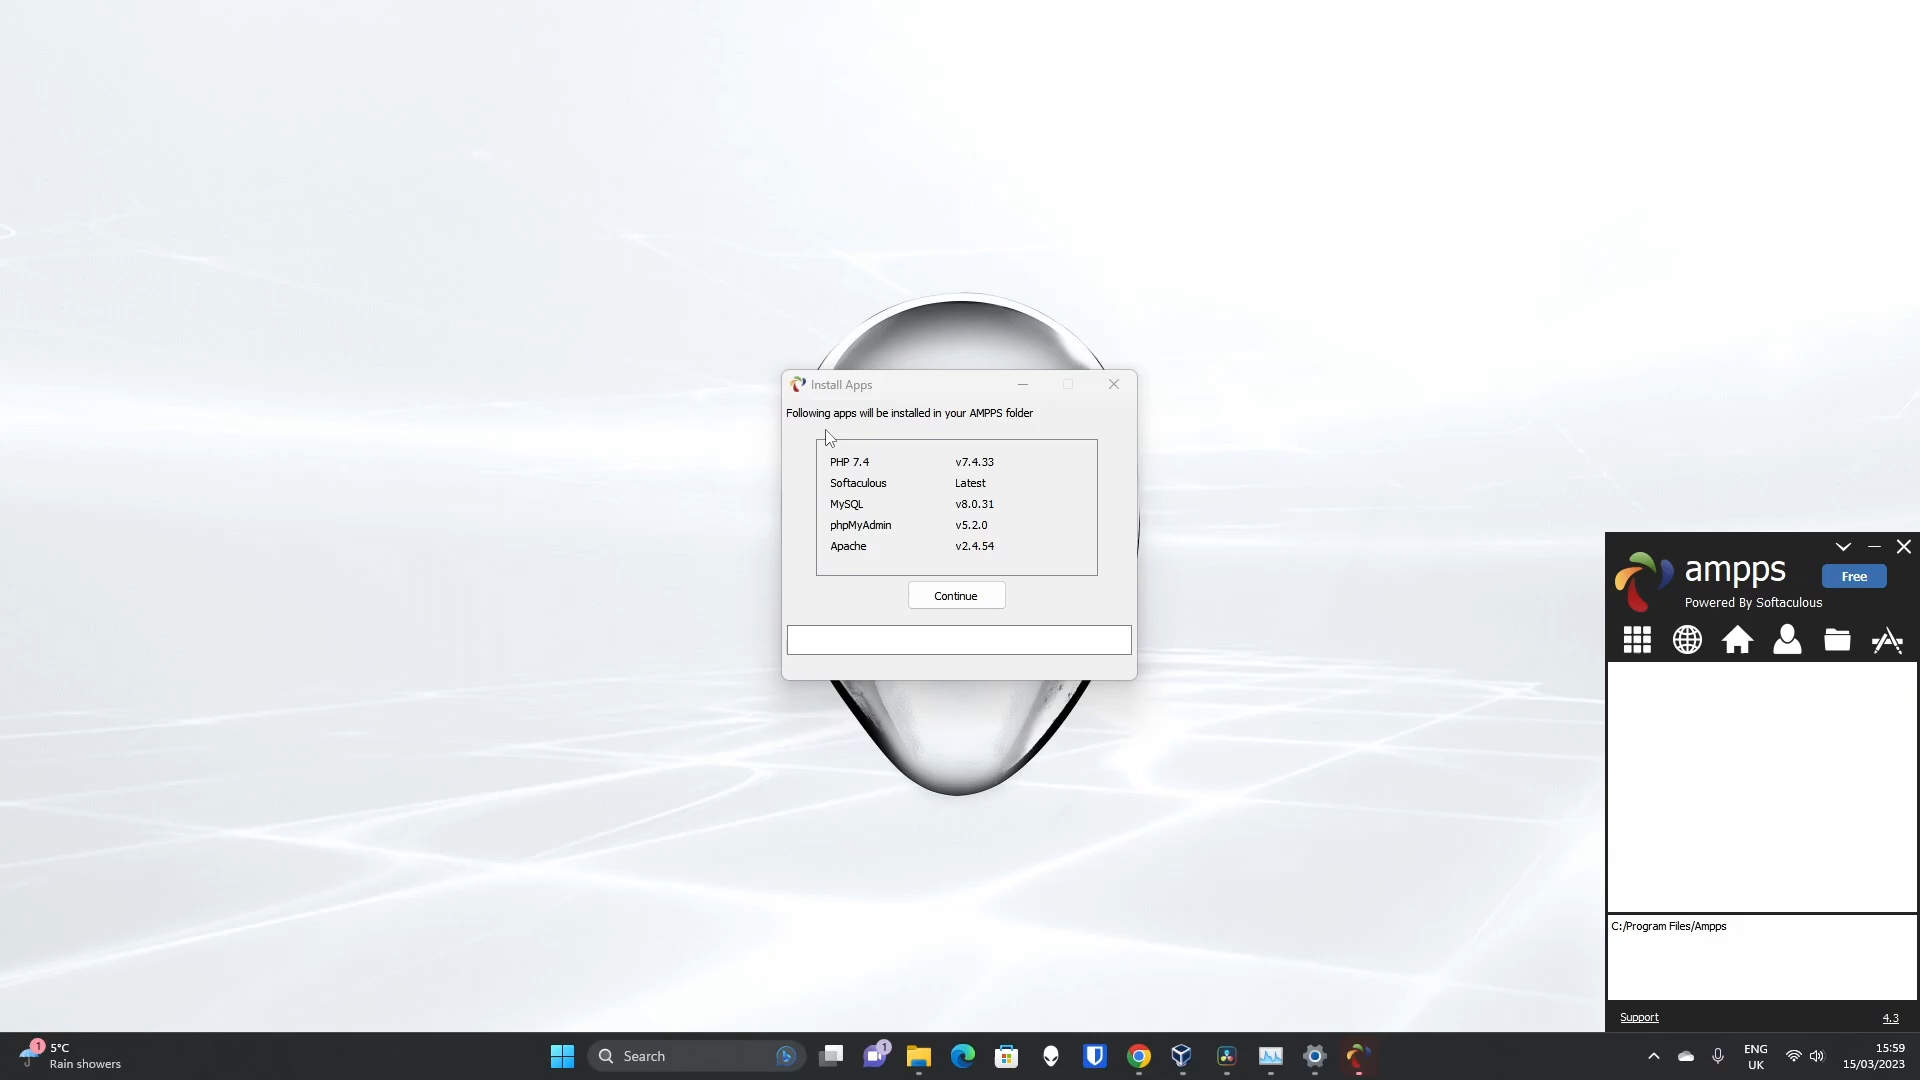 Install Apps
Following apps will be installed in your AMPPS folder
PHP 7.4 v7.4.33
Softaculous Latest
MySQL v8.0.31
phpMyAdmin v5.2.0
Apache v2.4.54
Continue
ampps
Free
Powered By Softaculous
C:/Program Files/Ampps
Support 4.3
1
5°C
Rain showers
Search
1
ENG
UK
15:59
15/03/2023